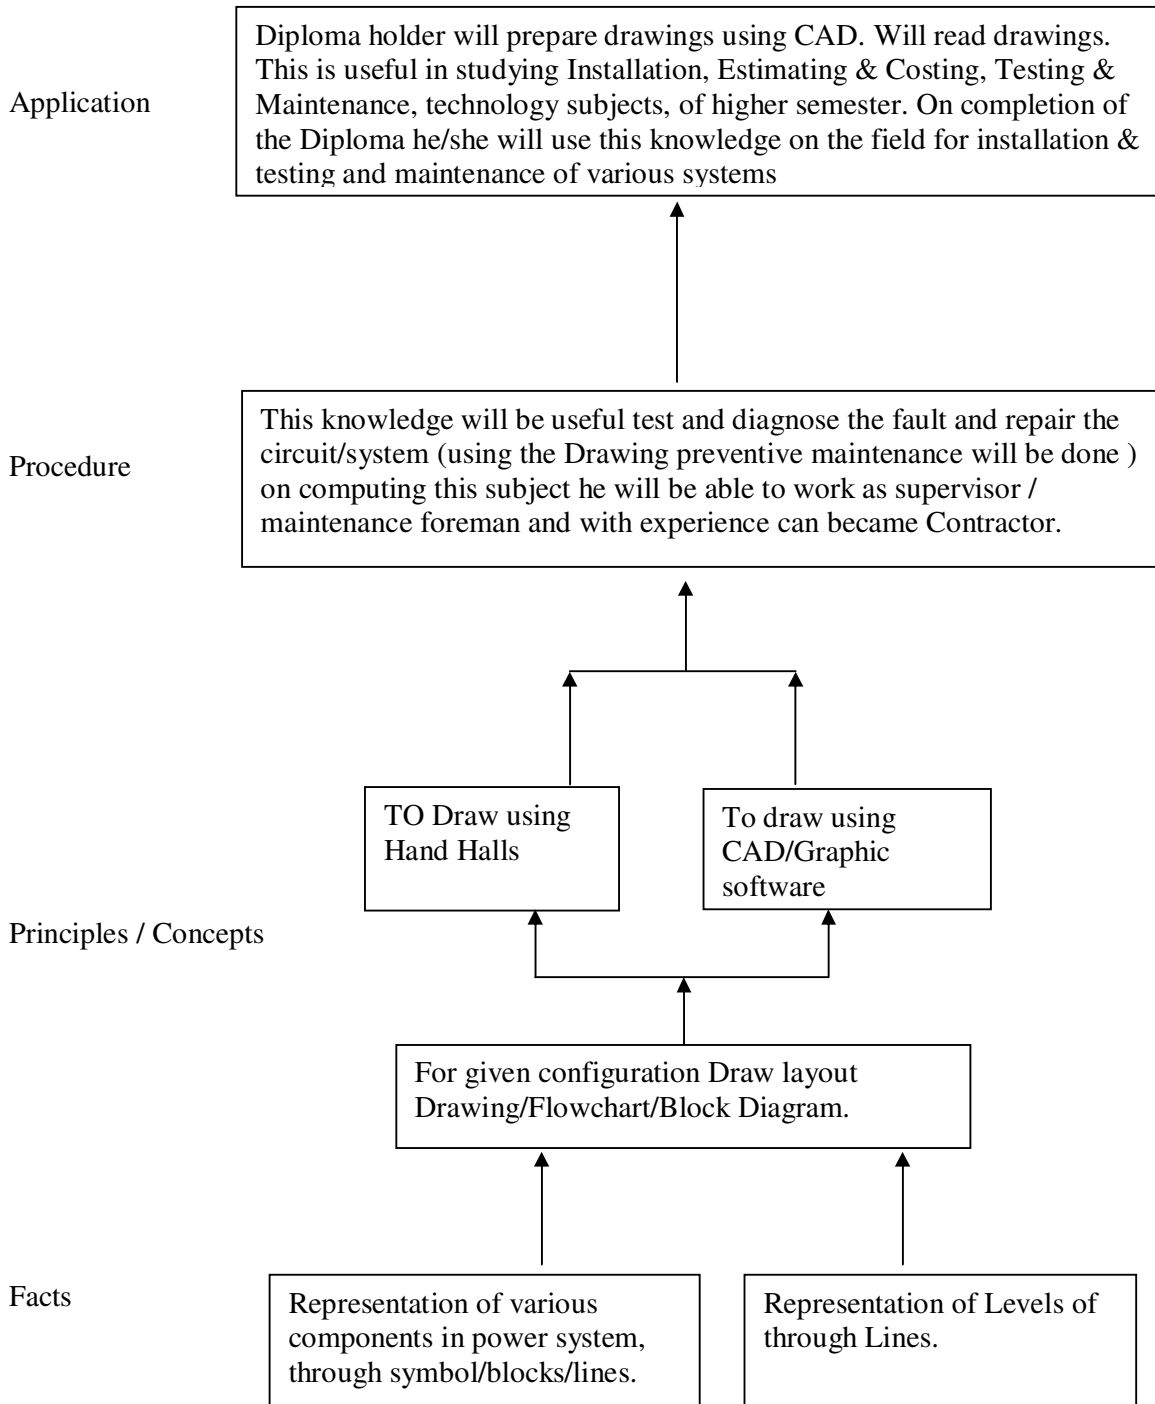 Application
Diploma holder will prepare drawings using CAD. Will read drawings.
This is useful in studying Installation, Estimating & Costing, Testing &
Maintenance, technology subjects, of higher semester. On completion of
the Diploma he/she will use this knowledge on the field for installation &
testing and maintenance of various systems
Procedure
This knowledge will be useful test and diagnose the fault and repair the
circuit/system (using the Drawing preventive maintenance will be done )
on computing this subject he will be able to work as supervisor /
maintenance foreman and with experience can became Contractor.
TO Draw using
Hand Halls
To draw using
CAD/Graphic
software
Principles / Concepts
For given configuration Draw layout
Drawing/Flowchart/Block Diagram.
Facts
Representation of various
components in power system,
through symbol/blocks/lines.
Representation of Levels of
through Lines.